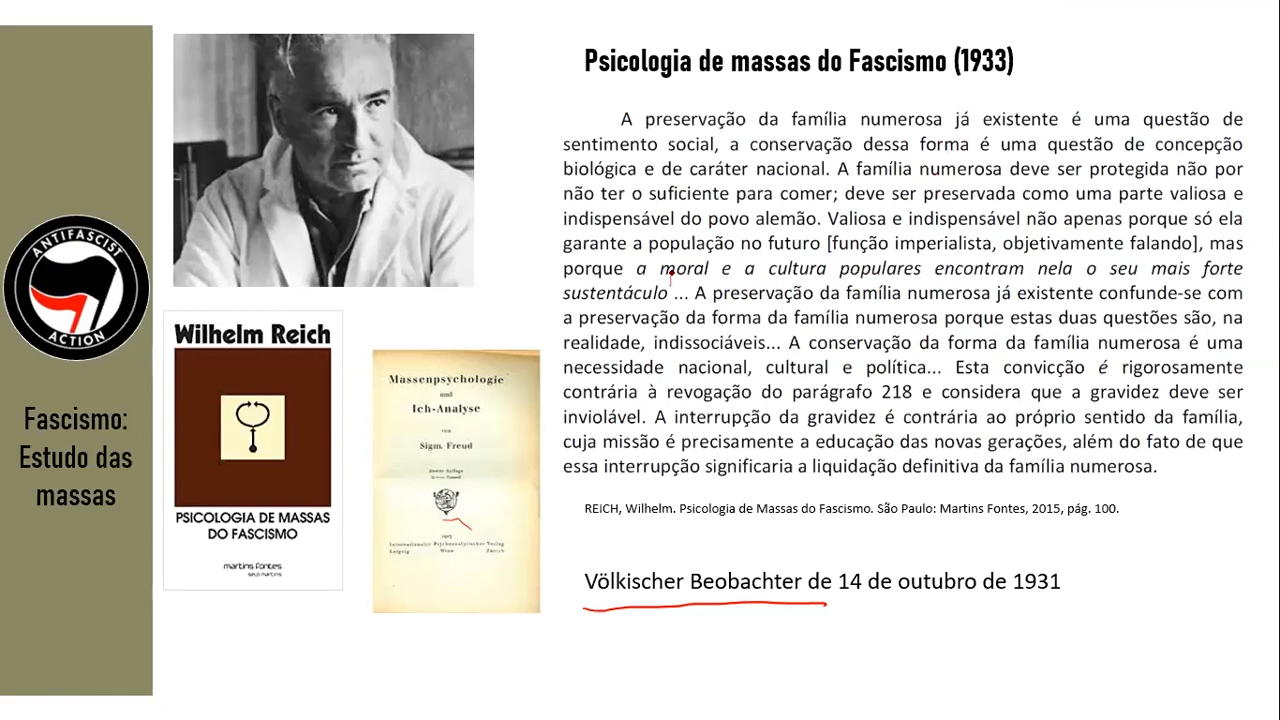 Psicologia de massas do Fascismo (1933)
A preservação da família numerosa já existente é uma questão de
sentimento social, a conservação dessa forma é uma questão de concepção
biológica e de caráter nacional. A família numerosa deve ser protegida não por
não ter o suficiente para comer; deve ser preservada como uma parte valiosa e
indispensável do povo alemão. Valiosa e indispensável não apenas porque só ela
garante a população no futuro [função imperialista, objetivamente falando], mas
porque a moral e a cultura populares encontram nela o seu mais forte
sustentáculo ... A preservação da família numerosa já existente confunde-se com
a preservação da forma da família numerosa porque estas duas questões são, na
realidade, indissociáveis... A conservação da forma da família numerosa é uma
necessidade nacional, cultural e política... Esta convicção é rigorosamente
contrária à revogação do parágrafo 218 e considera que a gravidez deve ser
inviolável. A interrupção da gravidez é contrária ao próprio sentido da família,
cuja missão é precisamente a educação das novas gerações, além do fato de que
essa interrupção significaria a liquidação definitiva da família numerosa.
REICH, Wilhelm. Psicologia de Massas do Fascismo. São Paulo: Martins Fontes, 2015, pág. 100.
Völkischer Beobachter de 14 de outubro de 1931
ANTIFASCIST
ACTION
Fascismo:
Estudo das
massas
Wilhelm Reich
PSICOLOGIA DE MASSAS
DO FASCISMO
martins fontes
selo martins
Massenpsychologie
und
Ich-Analyse
von
Sigm. Freud
Internationaler Psychoanalytischer Verlag
Leipzig Wien Zürich